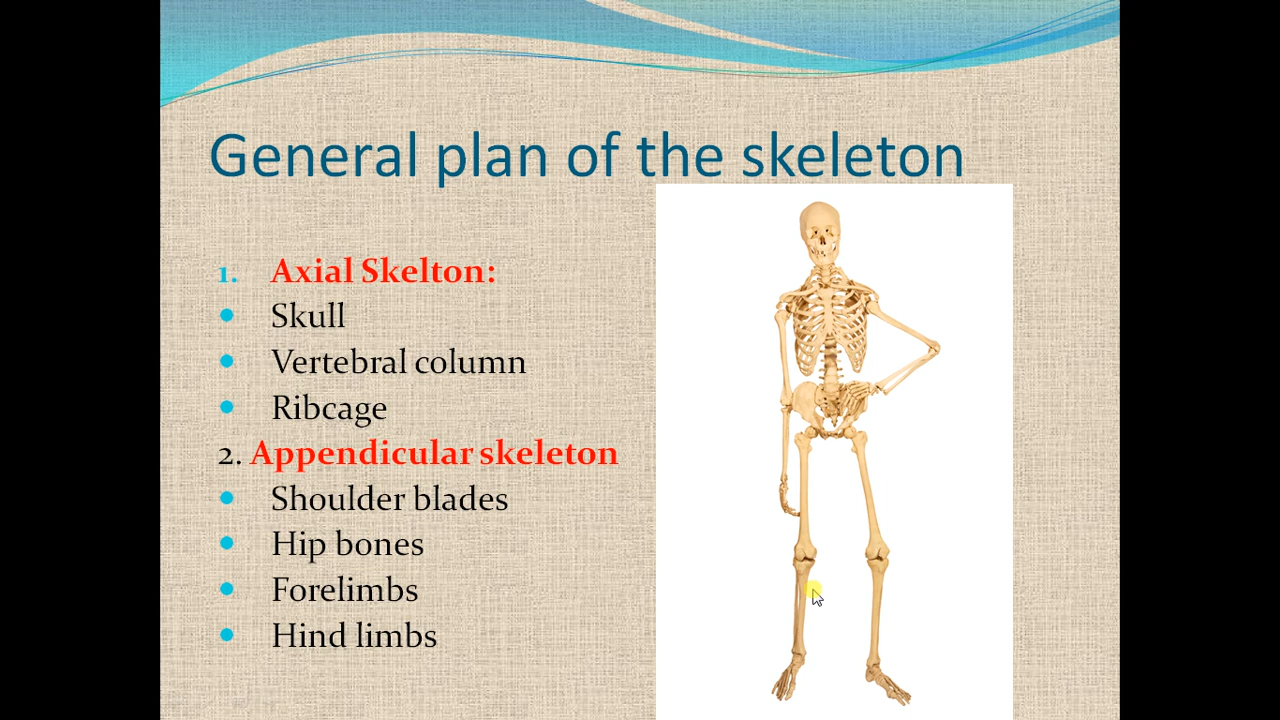 General plan of the skeleton
1. Axial Skelton:
• Skull
• Vertebral column
• Ribcage
2. Appendicular skeleton
• Shoulder blades
• Hip bones
• Forelimbs
• Hind limbs